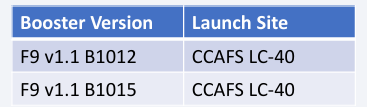 Booster Version Launch Site
F9 v1.1 B1012 CCAFS LC-40
F9 v1.1 B1015 CCAFS LC-40